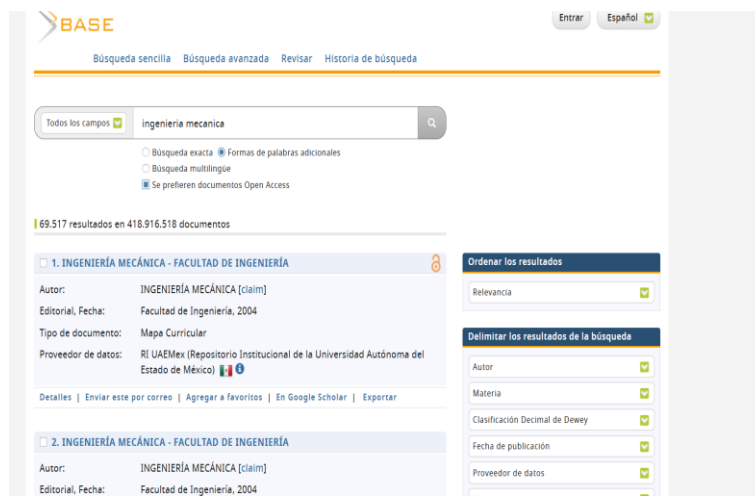 BASE
Entrar Español
Búsqueda sencilla Búsqueda avanzada Revisar Historia de búsqueda
Todos los campos ingenieria mecanica
Búsqueda exacta Formas de palabras adicionales
Búsqueda multilingüe
Se prefieren documentos Open Access
69.517 resultados en 418.916.518 documentos
1. INGENIERÍA MECÁNICA - FACULTAD DE INGENIERÍA
Autor: INGENIERÍA MECÁNICA [claim]
Editorial, Fecha: Facultad de Ingeniería, 2004
Tipo de documento: Mapa Curricular
Proveedor de datos: RI UAEMex (Repositorio Institucional de la Universidad Autónoma del
Estado de México)
Detalles | Enviar este por correo | Agregar a favoritos | En Google Scholar | Exportar
2. INGENIERÍA MECÁNICA - FACULTAD DE INGENIERÍA
Autor: INGENIERÍA MECÁNICA [claim]
Editorial, Fecha: Facultad de Ingeniería, 2004
Ordenar los resultados
Relevancia
Delimitar los resultados de la búsqueda
Autor
Materia
Clasificación Decimal de Dewey
Fecha de publicación
Proveedor de datos